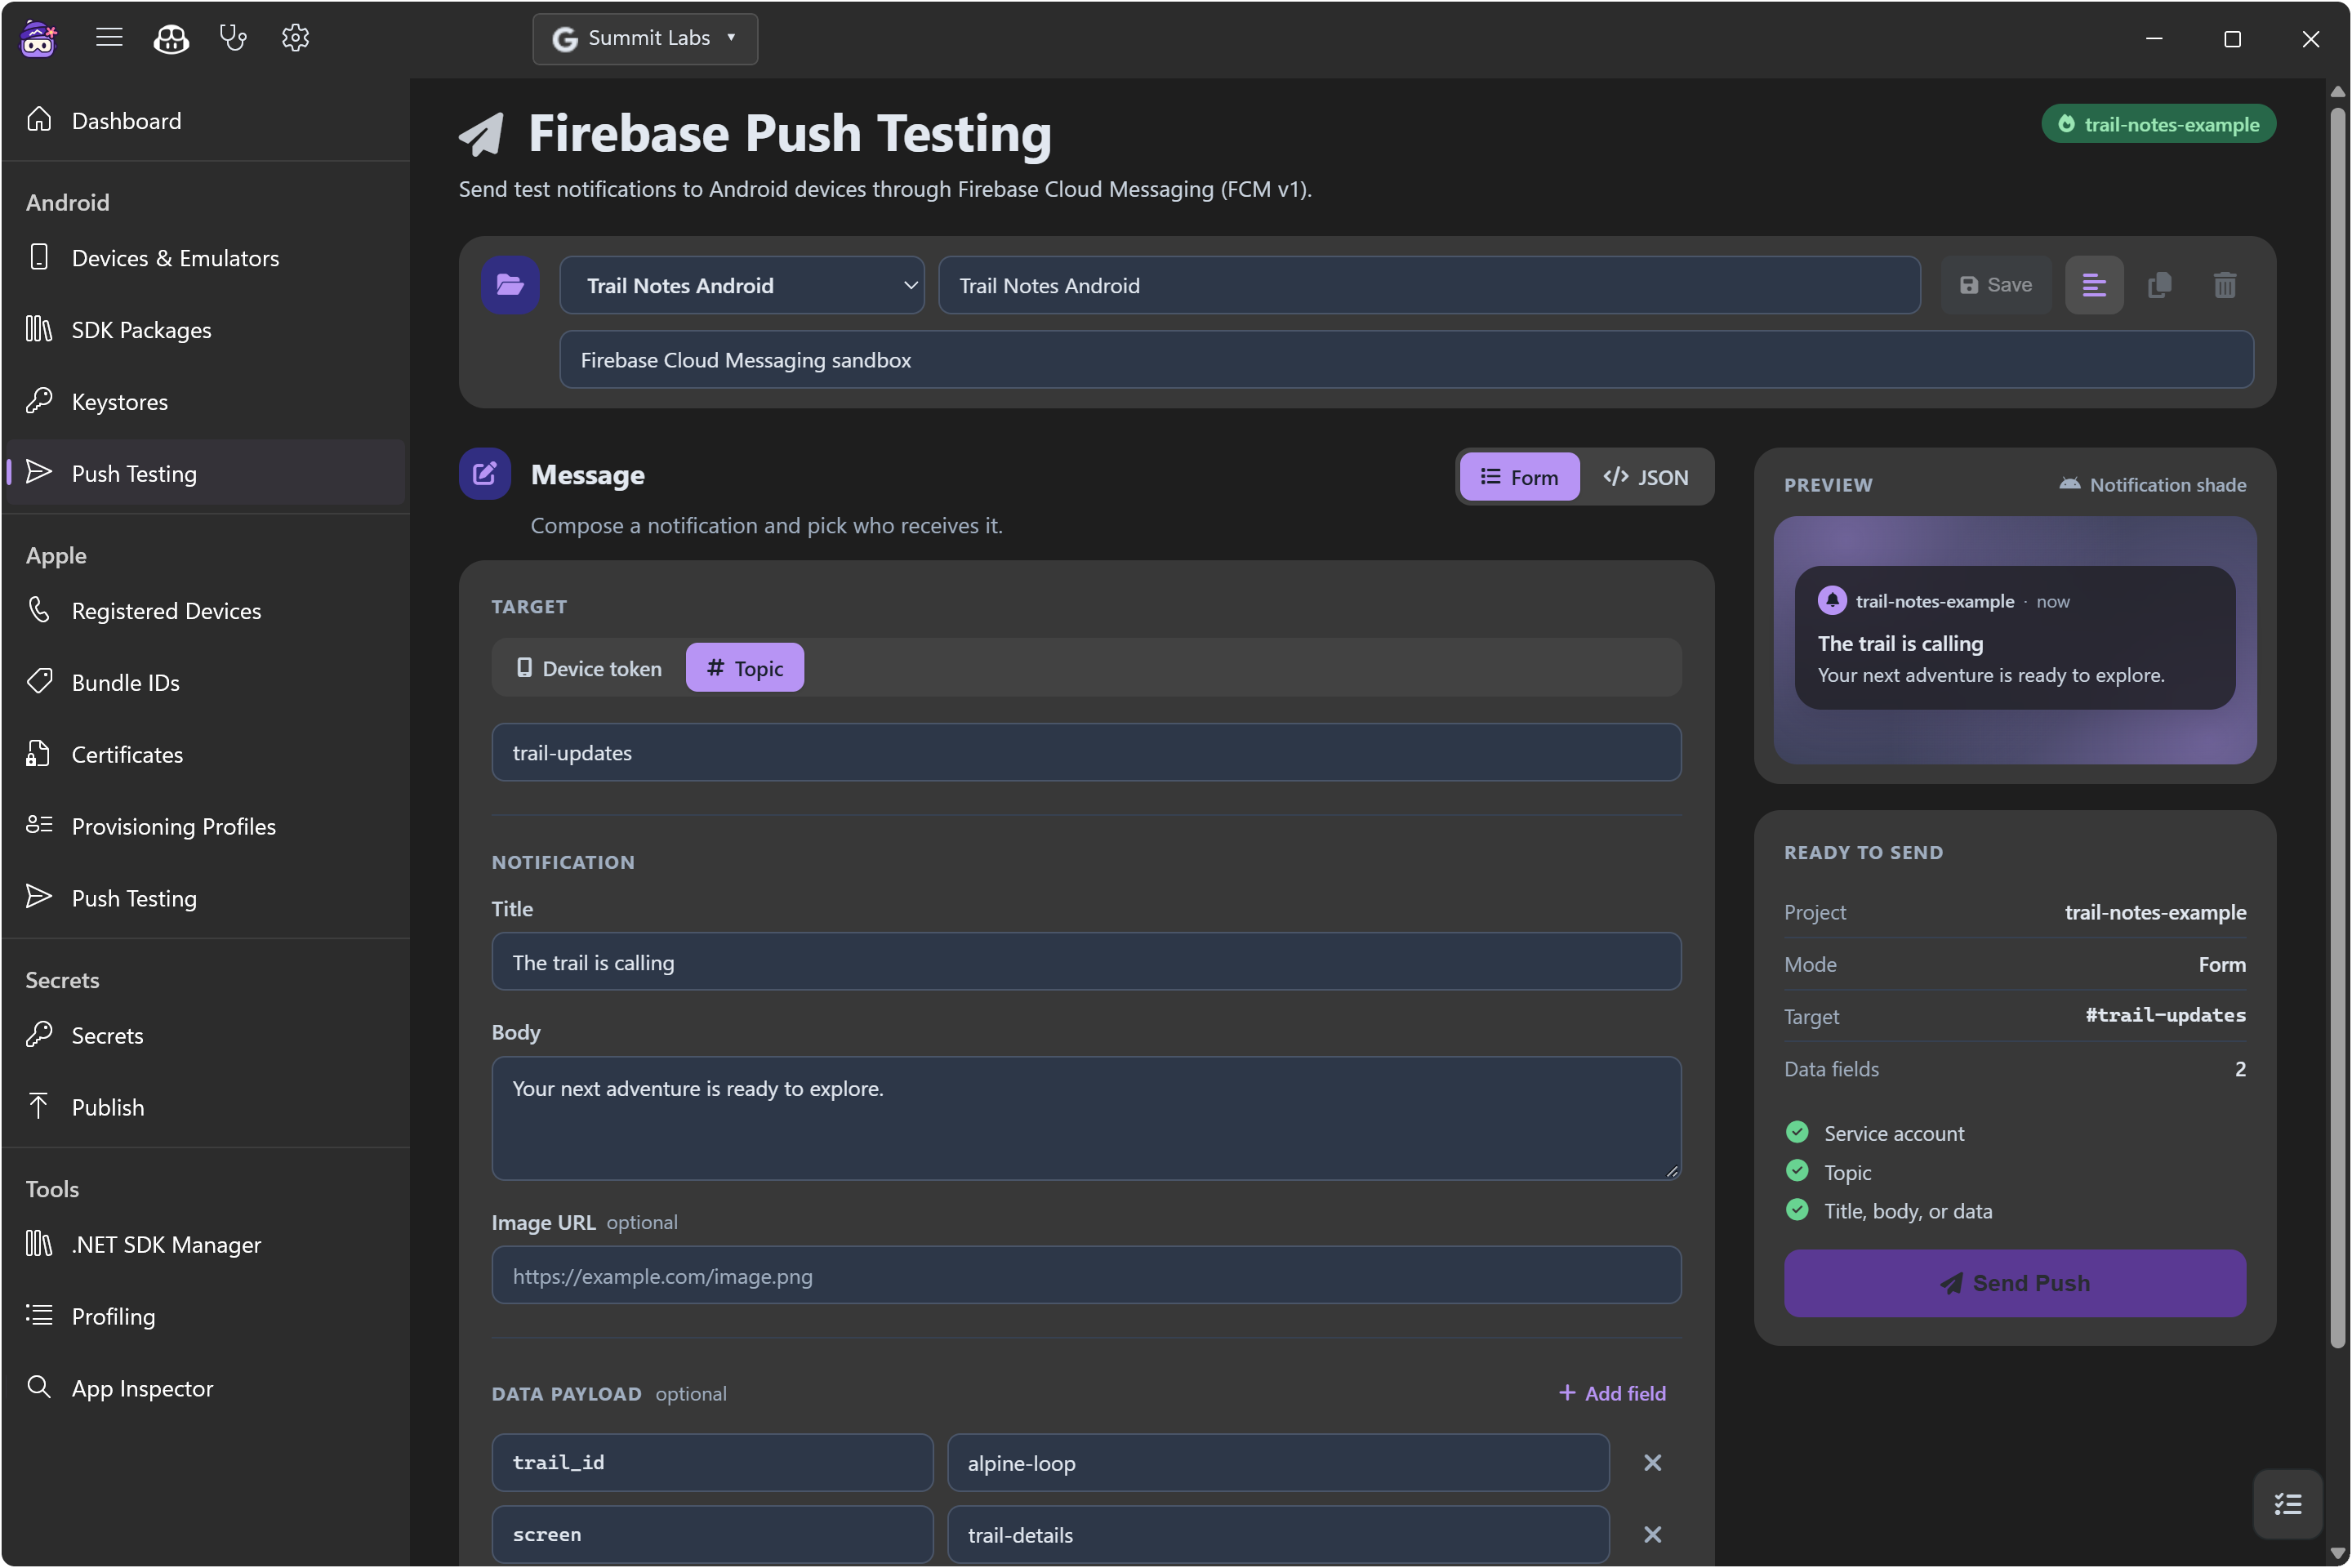 Summit Labs
Dashboard
Android
Devices & Emulators
SDK Packages
Keystores
Push Testing
Apple
Registered Devices
Bundle IDs
Certificates
Provisioning Profiles
Push Testing
Secrets
Secrets
Publish
Tools
.NET SDK Manager
Profiling
App Inspector
Firebase Push Testing
trail-notes-example
Send test notifications to Android devices through Firebase Cloud Messaging (FCM v1).
Trail Notes Android
Trail Notes Android
Save
Firebase Cloud Messaging sandbox
Message
Form
JSON
Compose a notification and pick who receives it.
TARGET
Device token
# Topic
trail-updates
NOTIFICATION
Title
The trail is calling
Body
Your next adventure is ready to explore.
Image URL optional
https://example.com/image.png
DATA PAYLOAD optional
+ Add field
trail_id
alpine-loop
screen
trail-details
PREVIEW
Notification shade
trail-notes-example · now
The trail is calling
Your next adventure is ready to explore.
READY TO SEND
Project trail-notes-example
Mode Form
Target #trail-updates
Data fields 2
Service account
Topic
Title, body, or data
Send Push